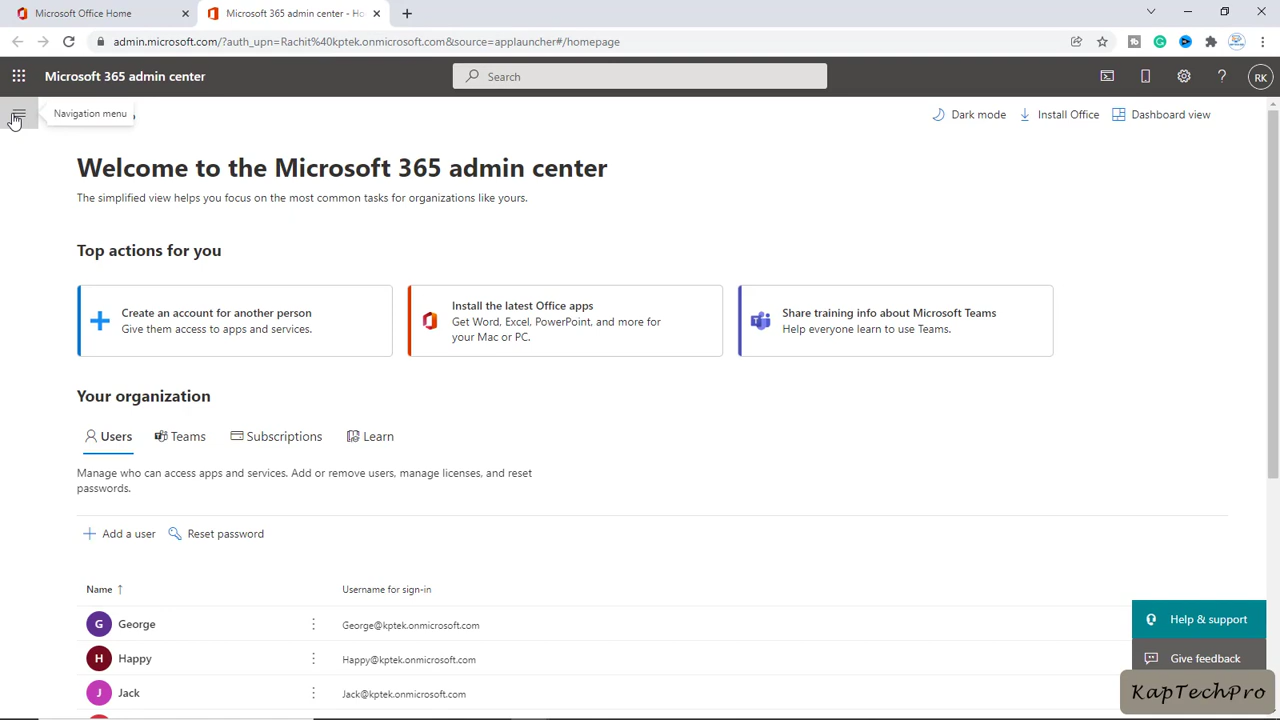 Microsoft Office Home
Microsoft 365 admin center - Ho
admin.microsoft.com/?auth_upn=Rachit%40kptek.onmicrosoft.com&source=applauncher#/homepage
Microsoft 365 admin center
Search
RK
Navigation menu
Dark mode
Install Office
Dashboard view
Welcome to the Microsoft 365 admin center
The simplified view helps you focus on the most common tasks for organizations like yours.
Top actions for you
Create an account for another person
Give them access to apps and services.
Install the latest Office apps
Get Word, Excel, PowerPoint, and more for
your Mac or PC.
Share training info about Microsoft Teams
Help everyone learn to use Teams.
Your organization
Users
Teams
Subscriptions
Learn
Manage who can access apps and services. Add or remove users, manage licenses, and reset
passwords.
Add a user
Reset password
Name ↑
Username for sign-in
G
George
George@kptek.onmicrosoft.com
H
Happy
Happy@kptek.onmicrosoft.com
J
Jack
Jack@kptek.onmicrosoft.com
Help & support
Give feedback
KapTechPro